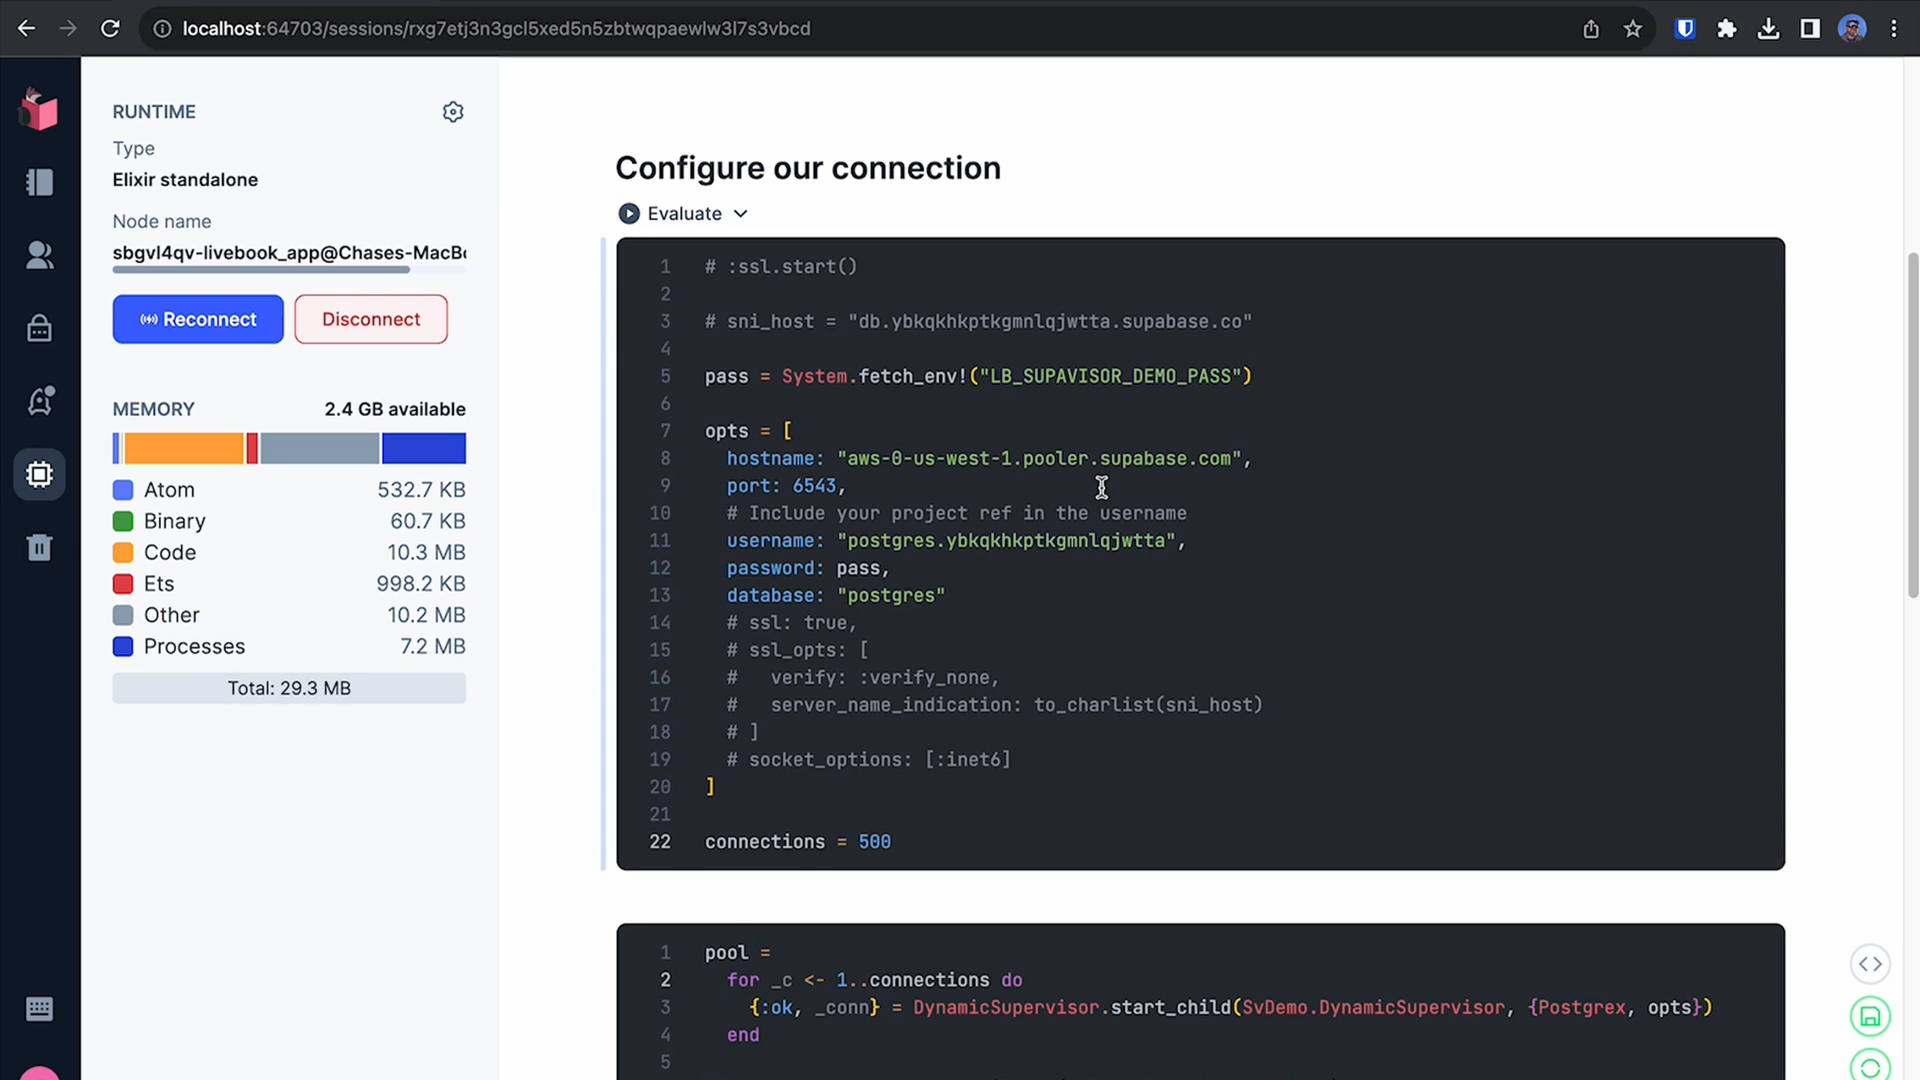 localhost:64703/sessions/rxg7etj3n3gcl5xed5n5zbtwqpaewlw3l7s3vbcd
RUNTIME
Type
Elixir standalone
Node name
sbgvl4qv-livebook_app@Chases-MacBo
Reconnect
Disconnect
MEMORY 2.4 GB available
Atom 532.7 KB
Binary 60.7 KB
Code 10.3 MB
Ets 998.2 KB
Other 10.2 MB
Processes 7.2 MB
Total: 29.3 MB
Configure our connection
Evaluate
1 # :ssl.start()
2
3 # sni_host = "db.ybkqkhkptkgmnlqjwtta.supabase.co"
4
5 pass = System.fetch_env!("LB_SUPAVISOR_DEMO_PASS")
6
7 opts = [
8 hostname: "aws-0-us-west-1.pooler.supabase.com",
9 port: 6543,
10 # Include your project ref in the username
11 username: "postgres.ybkqkhkptkgmnlqjwtta",
12 password: pass,
13 database: "postgres"
14 # ssl: true,
15 # ssl_opts: [
16 #   verify: :verify_none,
17 #   server_name_indication: to_charlist(sni_host)
18 # ]
19 # socket_options: [:inet6]
20 ]
21
22 connections = 500
1 pool =
2 for _c <- 1..connections do
3 {:ok, _conn} = DynamicSupervisor.start_child(SvDemo.DynamicSupervisor, {Postgrex, opts})
4 end
5